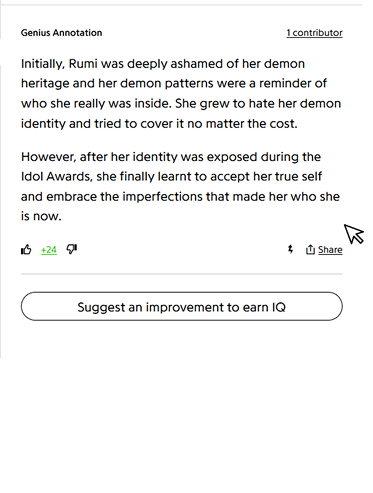 Genius Annotation 1 contributor
Initially, Rumi was deeply ashamed of her demon
heritage and her demon patterns were a reminder of
who she really was inside. She grew to hate her demon
identity and tried to cover it no matter the cost.
However, after her identity was exposed during the
Idol Awards, she finally learnt to accept her true self
and embrace the imperfections that made her who she
is now.
+24 Share
Suggest an improvement to earn IQ